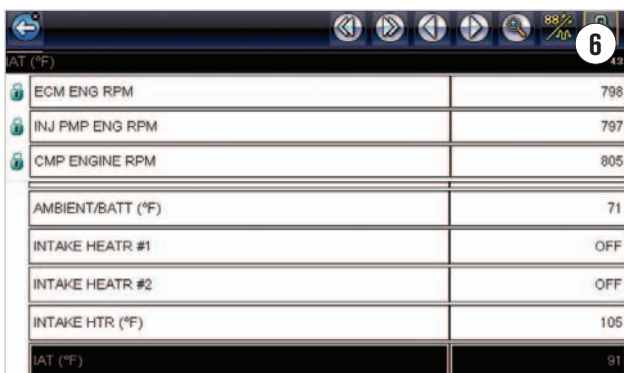 88%
6
IAT (°F) 43
ECM ENG RPM 798
INJ PMP ENG RPM 797
CMP ENGINE RPM 805
AMBIENT/BATT (°F) 71
INTAKE HEATR #1 OFF
INTAKE HEATR #2 OFF
INTAKE HTR (°F) 105
IAT (°F) 91